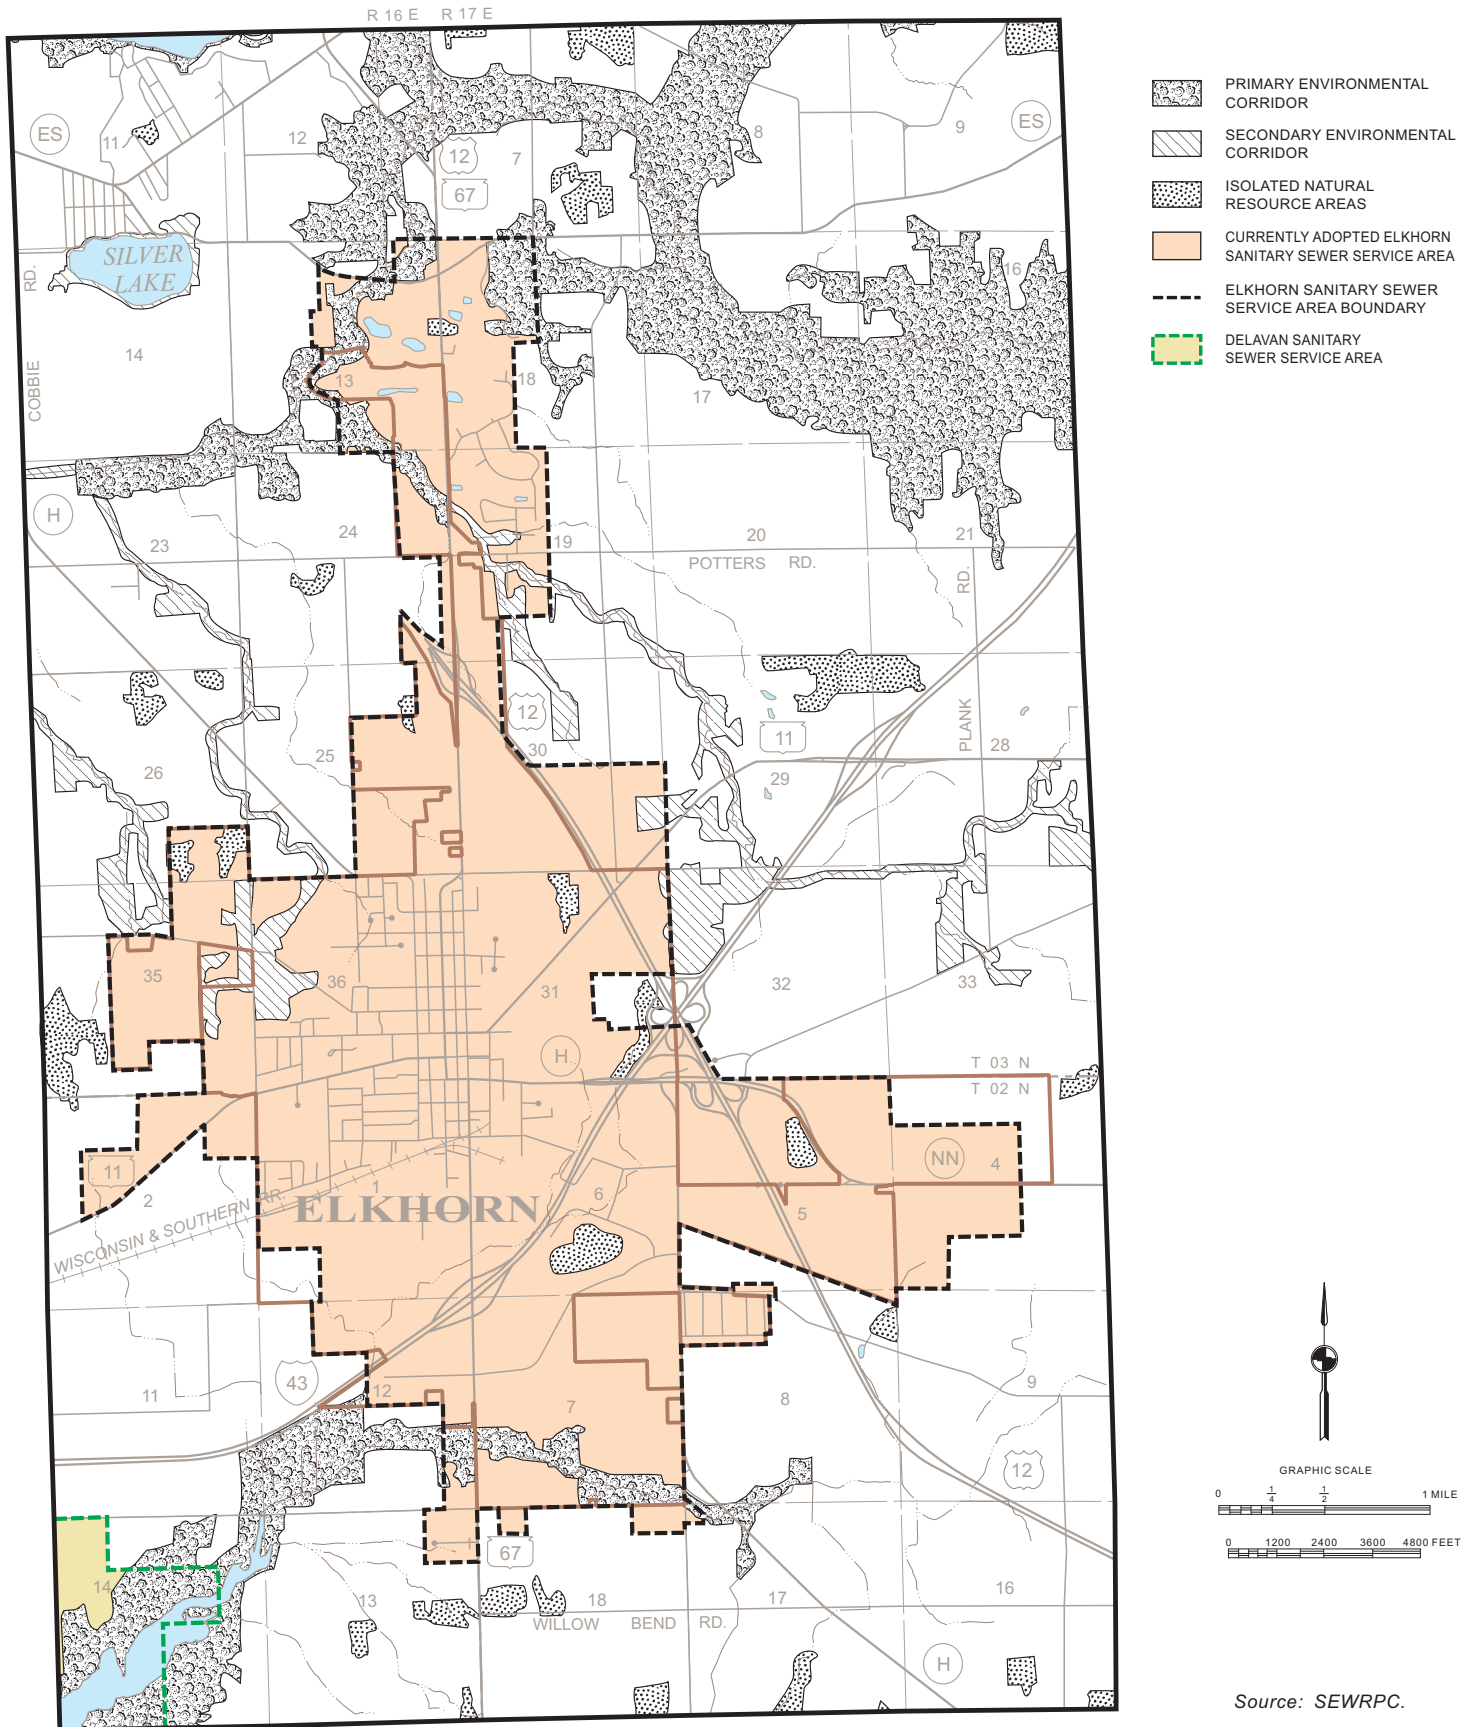 R 16 E R 17 E
PRIMARY ENVIRONMENTAL
CORRIDOR
SECONDARY ENVIRONMENTAL
CORRIDOR
ISOLATED NATURAL
RESOURCE AREAS
CURRENTLY ADOPTED ELKHORN
SANITARY SEWER SERVICE AREA
ELKHORN SANITARY SEWER
SERVICE AREA BOUNDARY
DELAVAN SANITARY
SEWER SERVICE AREA
ES
11
12
12
7
8
9
ES
67
SILVER
LAKE
RD.
COBBIE
14
13
18
17
16
H
23
24
19
20
21
POTTERS RD.
RD.
PLANK
12
11
26
25
30
29
28
35
36
31
32
33
H
T 03 N
T 02 N
11
2
1
6
5
NN
4
ELKHORN
WISCONSIN & SOUTHERN RR.
43
11
12
7
8
9
12
67
14
13
18
17
16
WILLOW BEND RD.
H
GRAPHIC SCALE
0 1/4 1/2 1 MILE
0 1200 2400 3600 4800 FEET
Source: SEWRPC.